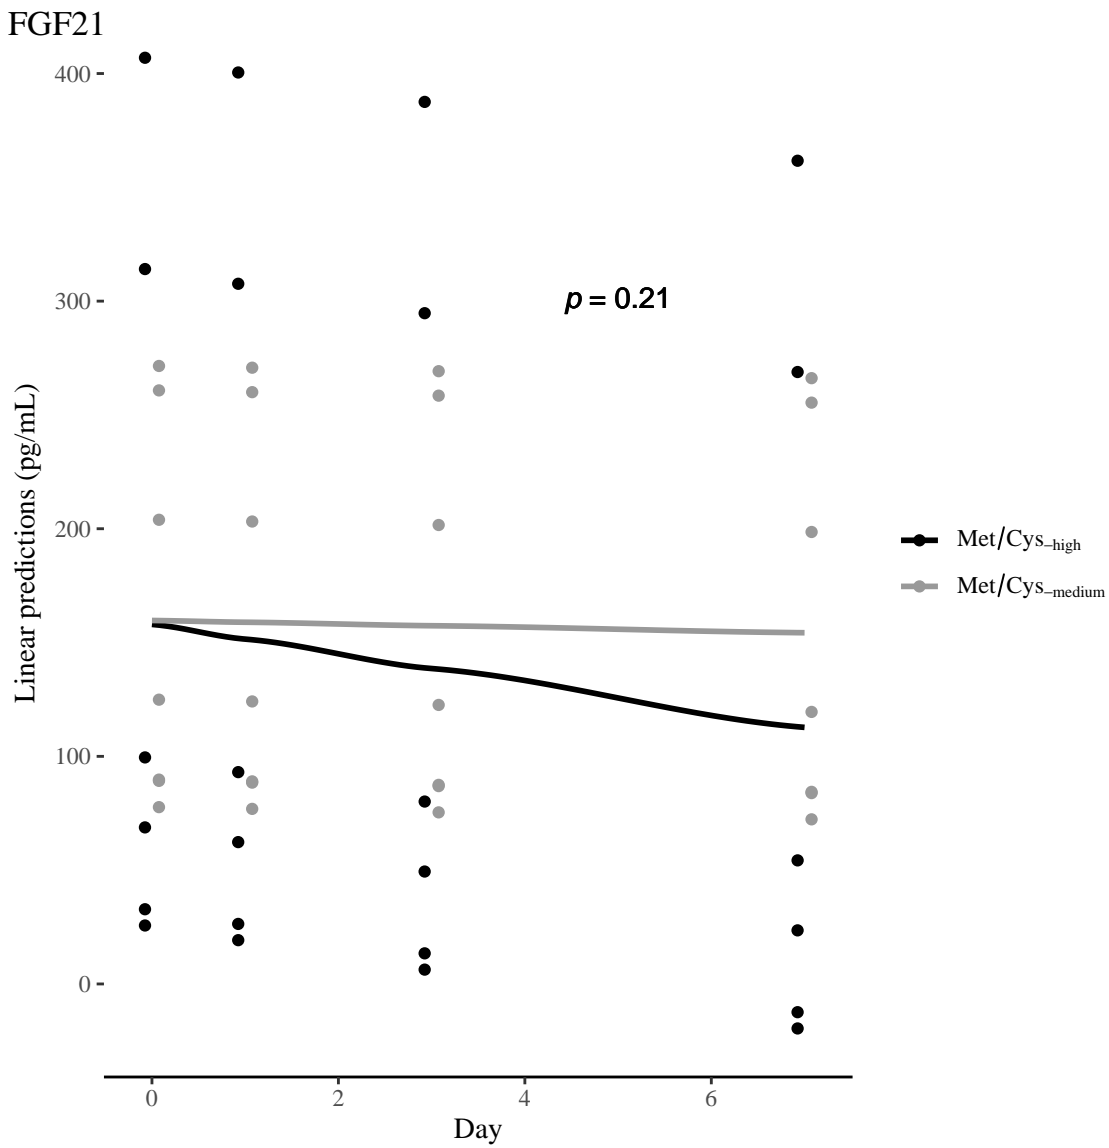 FGF21
400
300
200
100
0
Linear predictions (pg/mL)
p = 0.21
Met/Cys–high
Met/Cys–medium
0 2 4 6
Day